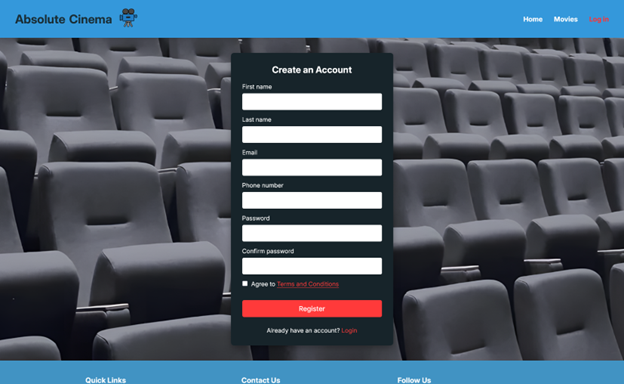 Absolute Cinema
Home Movies Log in
Create an Account
First name
Last name
Email
Phone number
Password
Confirm password
Agree to Terms and Conditions
Register
Already have an account? Login
Quick Links Contact Us Follow Us